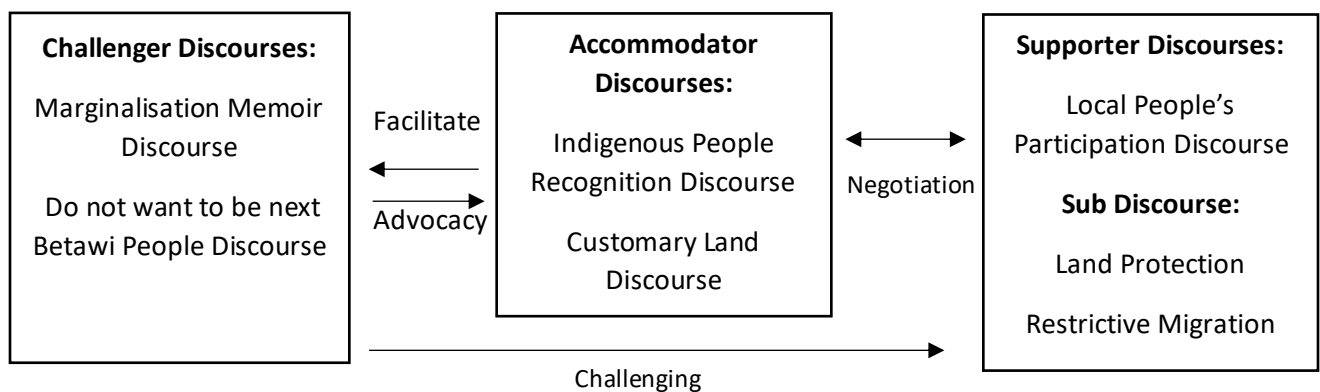 Challenger Discourses:
Marginalisation Memoir
Discourse
Do not want to be next
Betawi People Discourse
Facilitate
Advocacy
Accommodator
Discourses:
Indigenous People
Recognition Discourse
Customary Land
Discourse
Negotiation
Supporter Discourses:
Local People’s
Participation Discourse
Sub Discourse:
Land Protection
Restrictive Migration
Challenging